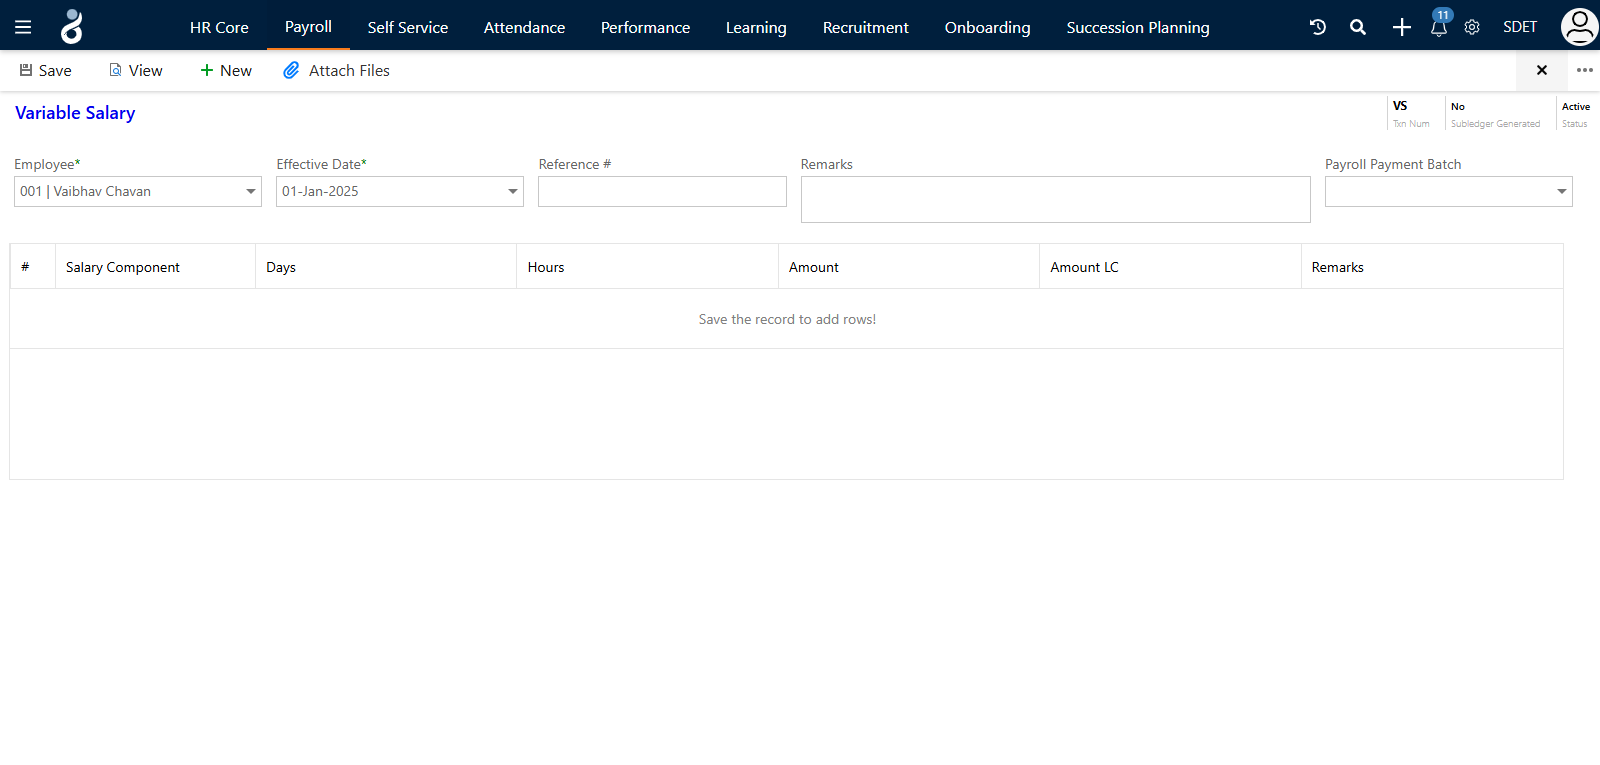 HR Core Payroll Self Service Attendance Performance Learning Recruitment Onboarding Succession Planning 11 SDET
Save View New Attach Files
Variable Salary
VS No Active
Txn Num Subledger Generated Status
Employee* Effective Date* Reference # Remarks Payroll Payment Batch
001 | Vaibhav Chavan 01-Jan-2025
# Salary Component Days Hours Amount Amount LC Remarks
Save the record to add rows!